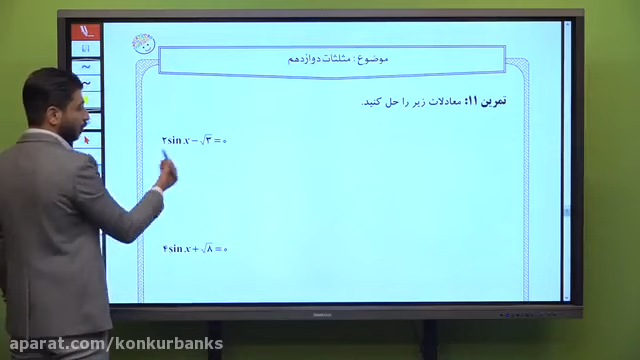 موضوع: مثلثات دوازدهم
تمرین ۱۱: معادلات زیر را حل کنید.
۲sin x − √۳ = ۰
۴sin x + √۸ = ۰
aparat.com/konkurbanks